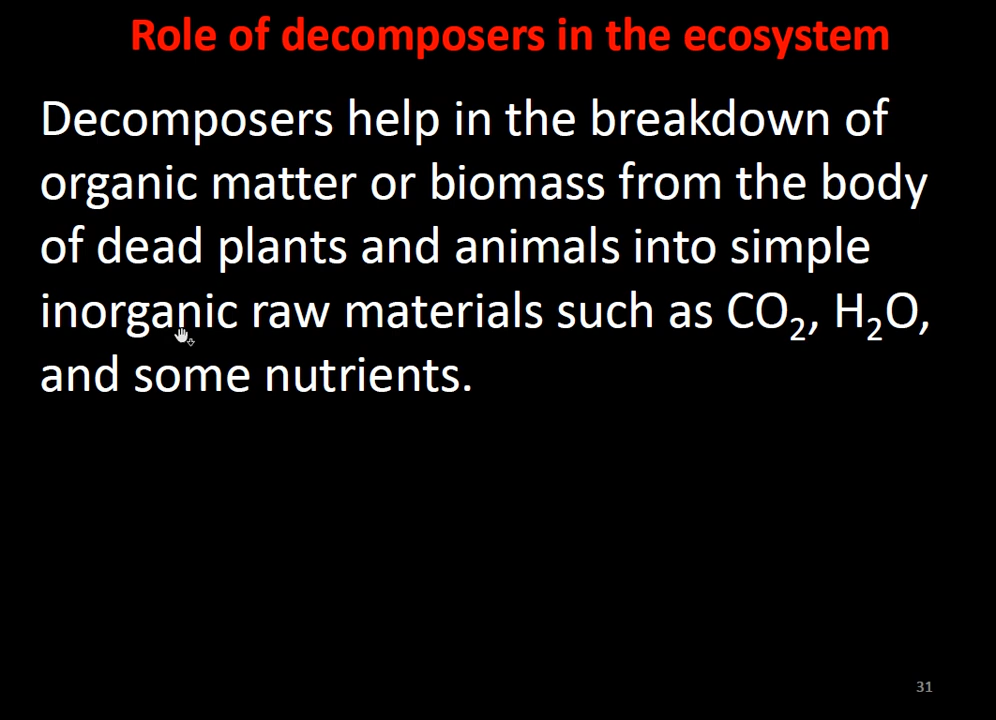 Role of decomposers in the ecosystem
Decomposers help in the breakdown of
organic matter or biomass from the body
of dead plants and animals into simple
inorganic raw materials such as CO₂, H₂O,
and some nutrients.
31